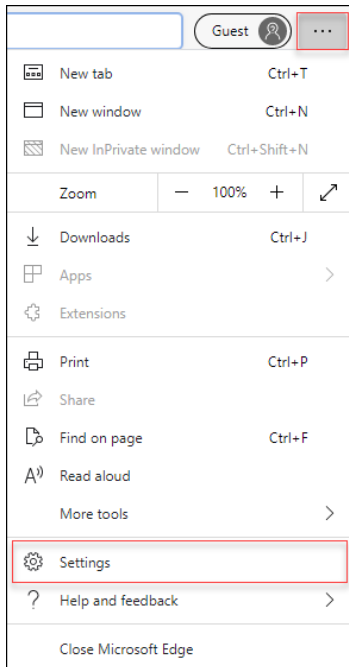 Guest ...
New tab Ctrl+T
New window Ctrl+N
New InPrivate window Ctrl+Shift+N
Zoom — 100% +
Downloads Ctrl+J
Apps
Extensions
Print Ctrl+P
Share
Find on page Ctrl+F
Read aloud
More tools
Settings
Help and feedback
Close Microsoft Edge